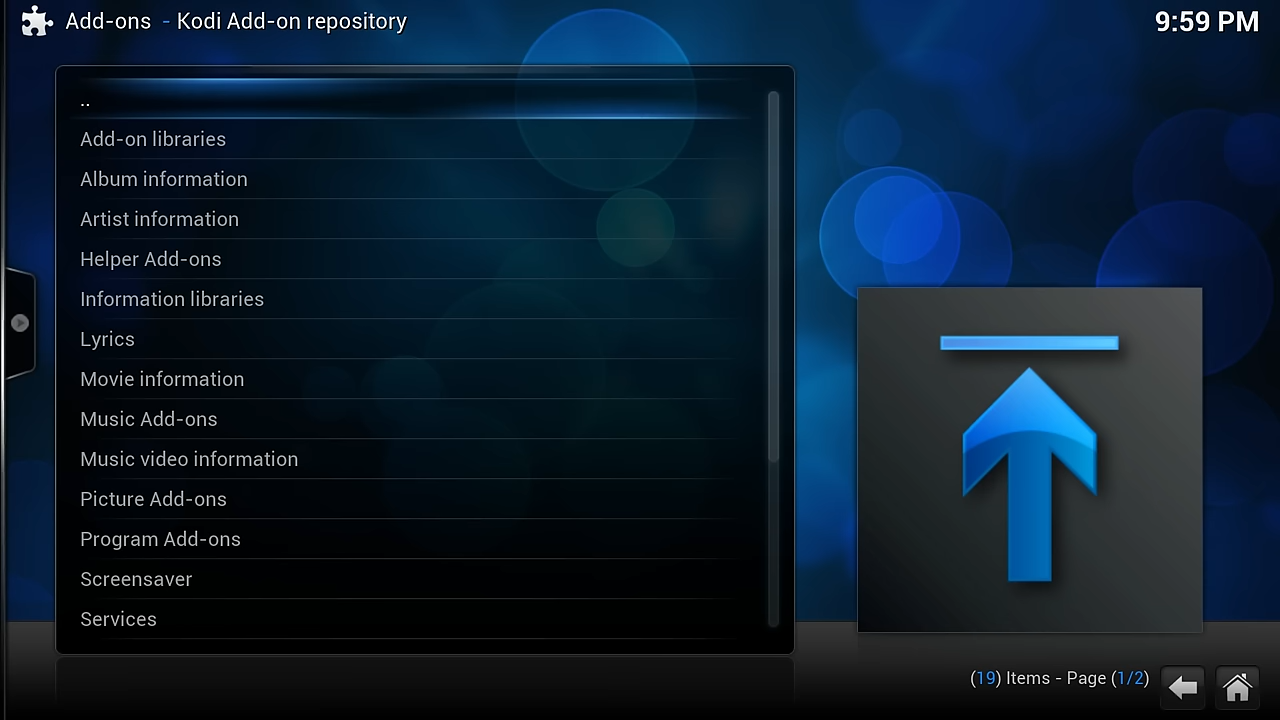 Add-ons - Kodi Add-on repository
9:59 PM
..
Add-on libraries
Album information
Artist information
Helper Add-ons
Information libraries
Lyrics
Movie information
Music Add-ons
Music video information
Picture Add-ons
Program Add-ons
Screensaver
Services
(19) Items - Page (1/2)